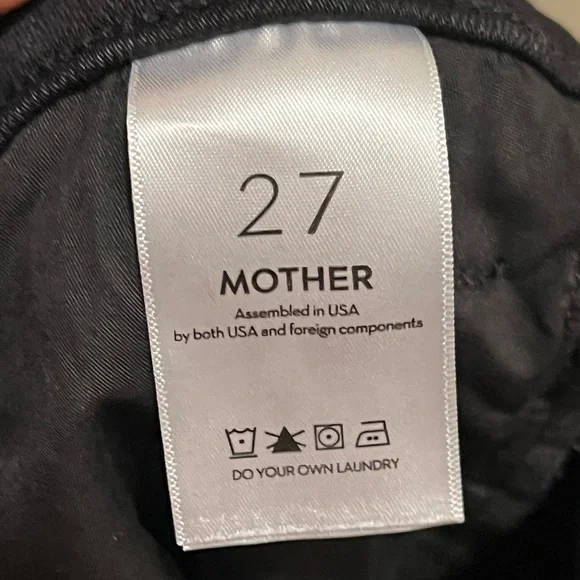 27
MOTHER
Assembled in USA
by both USA and foreign components
DO YOUR OWN LAUNDRY